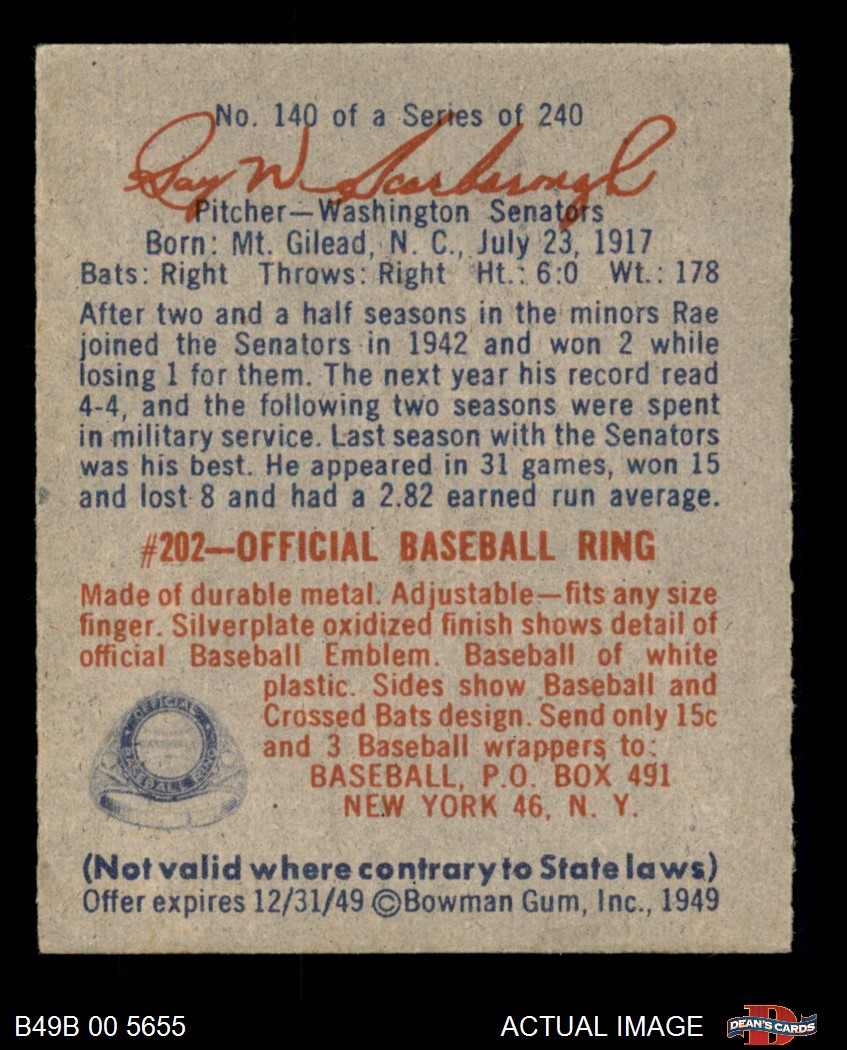 No. 140 of a Series of 240
Ray W Scarborough
Pitcher—Washington Senators
Born: Mt. Gilead, N. C., July 23, 1917
Bats: Right Throws: Right Ht.: 6:0 Wt.: 178
After two and a half seasons in the minors Rae
joined the Senators in 1942 and won 2 while
losing 1 for them. The next year his record read
4-4, and the following two seasons were spent
in military service. Last season with the Senators
was his best. He appeared in 31 games, won 15
and lost 8 and had a 2.82 earned run average.
#202—OFFICIAL BASEBALL RING
Made of durable metal. Adjustable—fits any size
finger. Silverplate oxidized finish shows detail of
official Baseball Emblem. Baseball of white
plastic. Sides show Baseball and
Crossed Bats design. Send only 15c
and 3 Baseball wrappers to:
BASEBALL, P.O. BOX 491
NEW YORK 46, N. Y.
OFFICIAL
BASEBALL RING
(Not valid where contrary to State laws)
Offer expires 12/31/49 ©Bowman Gum, Inc., 1949
B49B 00 5655
ACTUAL IMAGE
D
DEAN'S CARDS